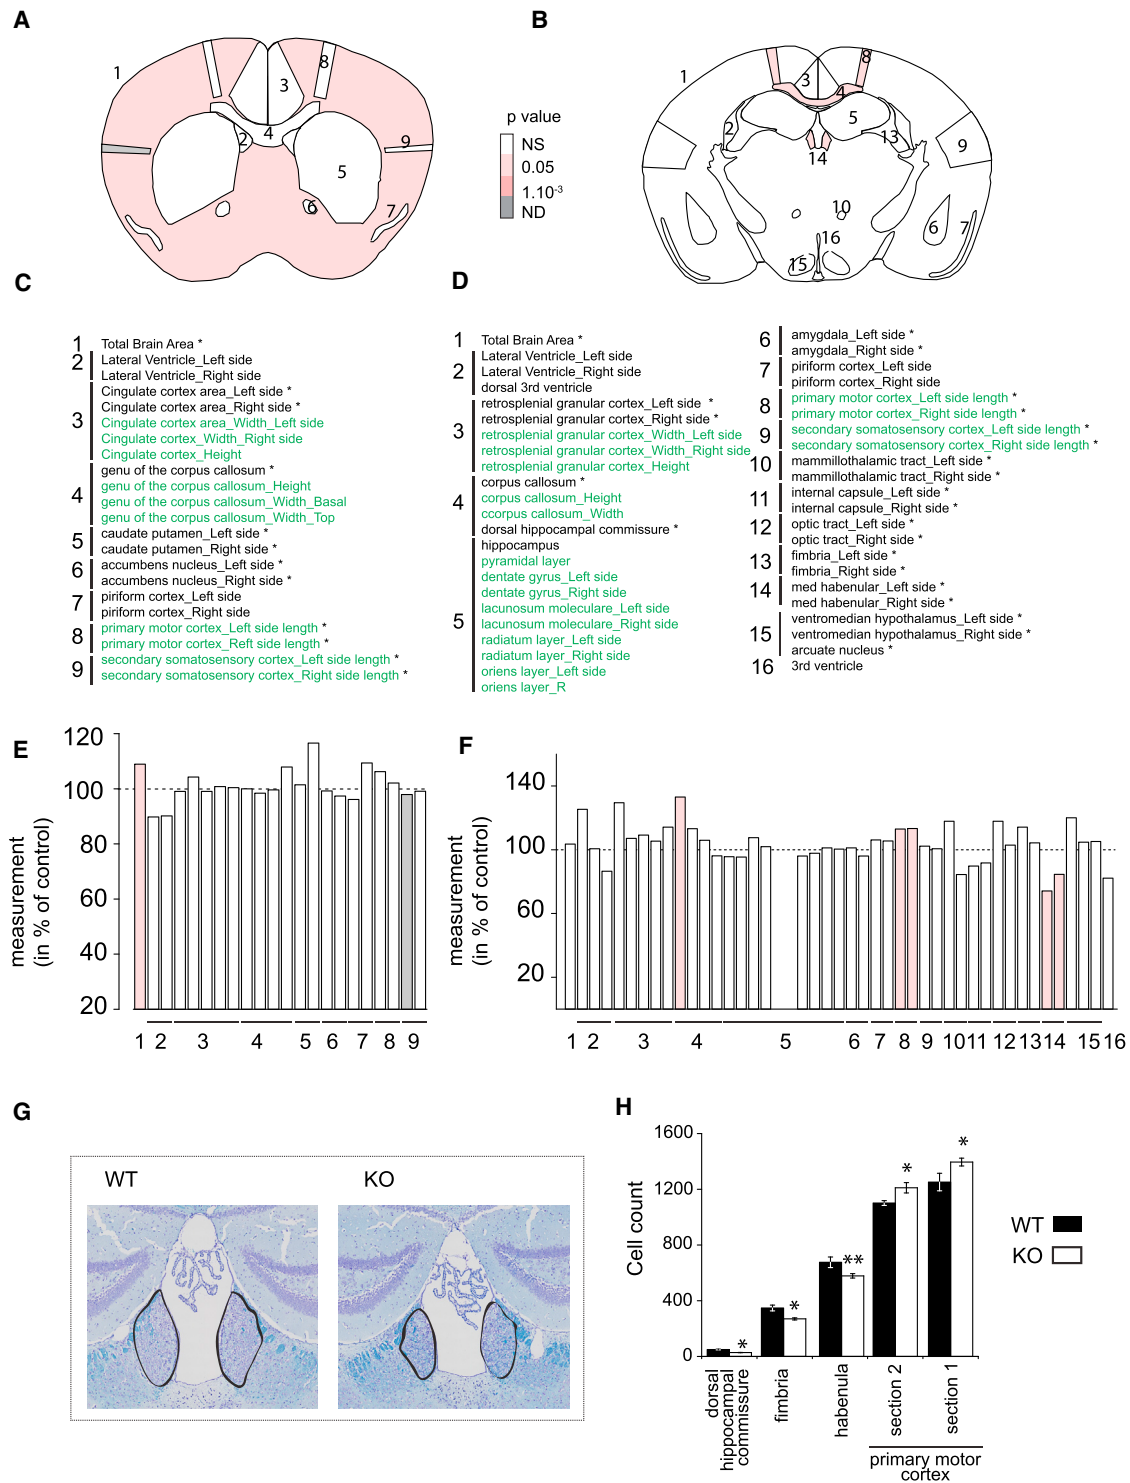 A
B
1
8
3
2
4
9
5
6
7
p value
NS
0.05
1.10-3
ND
1
8
3
4
2
5
13
9
14
10
6
7
16
15
C
D
1 Total Brain Area *
2 Lateral Ventricle_Left side
Lateral Ventricle_Right side
3 Cingulate cortex area_Left side *
Cingulate cortex area_Right side *
Cingulate cortex area_Width_Left side
Cingulate cortex_Width_Right side
Cingulate cortex_Height
4 genu of the corpus callosum *
genu of the corpus callosum_Height
genu of the corpus callosum_Width_Basal
genu of the corpus callosum_Width_Top
5 caudate putamen_Left side *
caudate putamen_Right side *
6 accumbens nucleus_Left side *
accumbens nucleus_Right side *
7 piriform cortex_Left side
piriform cortex_Right side
8 primary motor cortex_Left side length *
primary motor cortex_Reft side length *
9 secondary somatosensory cortex_Left side length *
secondary somatosensory cortex_Right side length *
1 Total Brain Area *
2 Lateral Ventricle_Left side
Lateral Ventricle_Right side
dorsal 3rd ventricle
3 retrosplenial granular cortex_Left side *
retrosplenial granular cortex_Right side *
retrosplenial granular cortex_Width_Left side
retrosplenial granular cortex_Width_Right side
retrosplenial granular cortex_Height
4 corpus callosum *
corpus callosum_Height
ccorpus callosum_Width
dorsal hippocampal commissure *
5 hippocampus
pyramidal layer
dentate gyrus_Left side
dentate gyrus_Right side
lacunosum moleculare_Left side
lacunosum moleculare_Right side
radiatum layer_Left side
radiatum layer_Right side
oriens layer_Left side
oriens layer_R
6 amygdala_Left side *
amygdala_Right side *
7 piriform cortex_Left side
piriform cortex_Right side
8 primary motor cortex_Left side length *
primary motor cortex_Right side length *
9 secondary somatosensory cortex_Left side length *
secondary somatosensory cortex_Right side length *
10 mammillothalamic tract_Left side *
mammillothalamic tract_Right side *
11 internal capsule_Left side *
internal capsule_Right side *
12 optic tract_Left side *
optic tract_Right side *
13 fimbria_Left side *
fimbria_Right side *
14 med habenular_Left side *
med habenular_Right side *
15 ventromedian hypothalamus_Left side *
ventromedian hypothalamus_Right side *
arcuate nucleus *
16 3rd ventricle
E
measurement
(in % of control)
120
100
80
60
40
20
1 2 3 4 5 6 7 8 9
F
measurement
(in % of control)
140
100
60
20
1 2 3 4 5 6 7 8 9 10 11 12 13 14 15 16
G
WT
KO
H
Cell count
1600
1200
800
400
0
*
*
**
*
*
WT
KO
dorsal
hippocampal
commissure
fimbria
habenula
section 2
section 1
primary motor
cortex